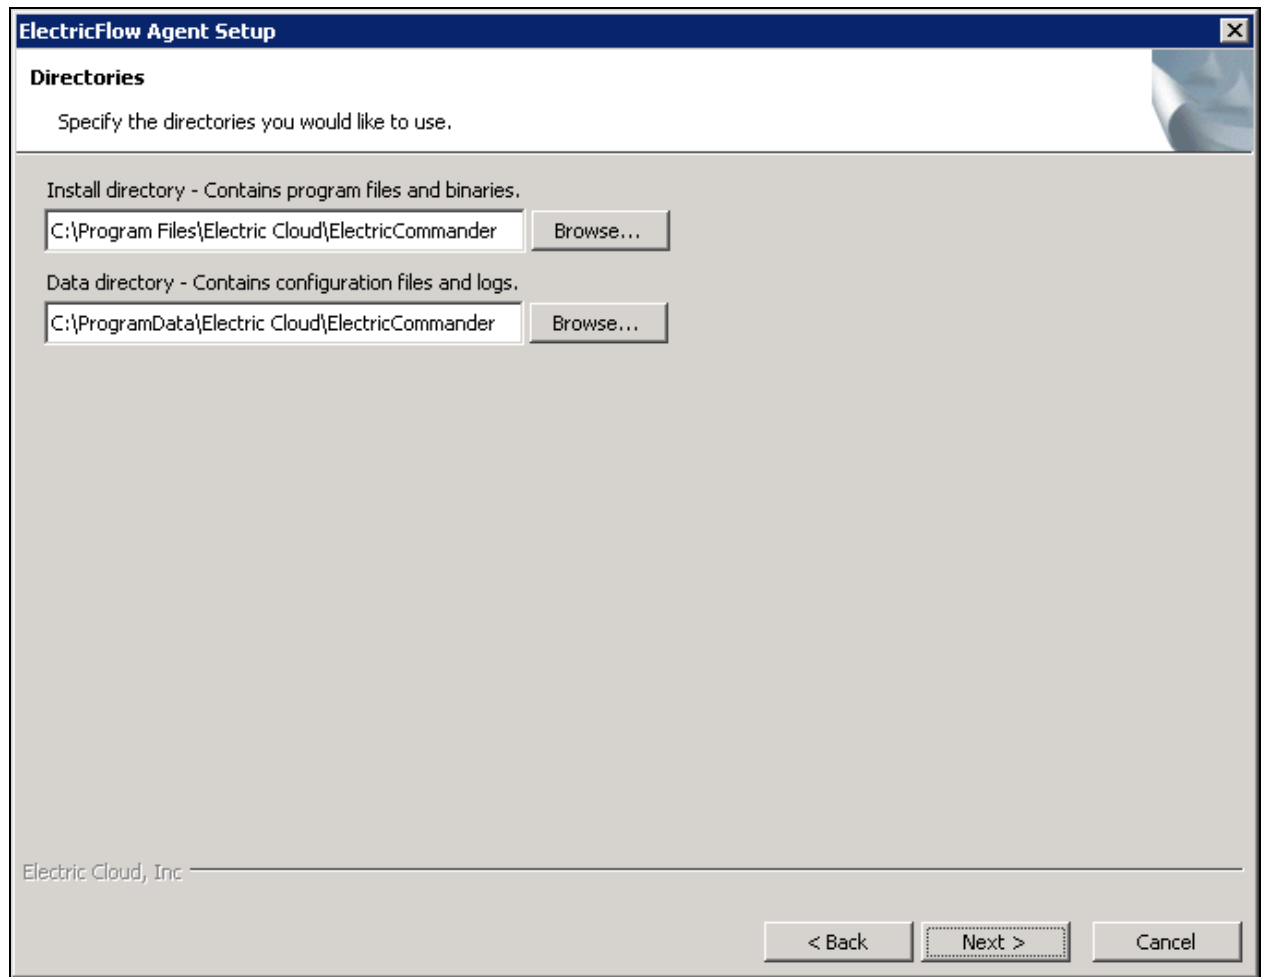 ElectricFlow Agent Setup
Directories
Specify the directories you would like to use.
Install directory - Contains program files and binaries.
C:\Program Files\Electric Cloud\ElectricCommander
Browse...
Data directory - Contains configuration files and logs.
C:\ProgramData\Electric Cloud\ElectricCommander
Browse...
Electric Cloud, Inc
< Back
Next >
Cancel